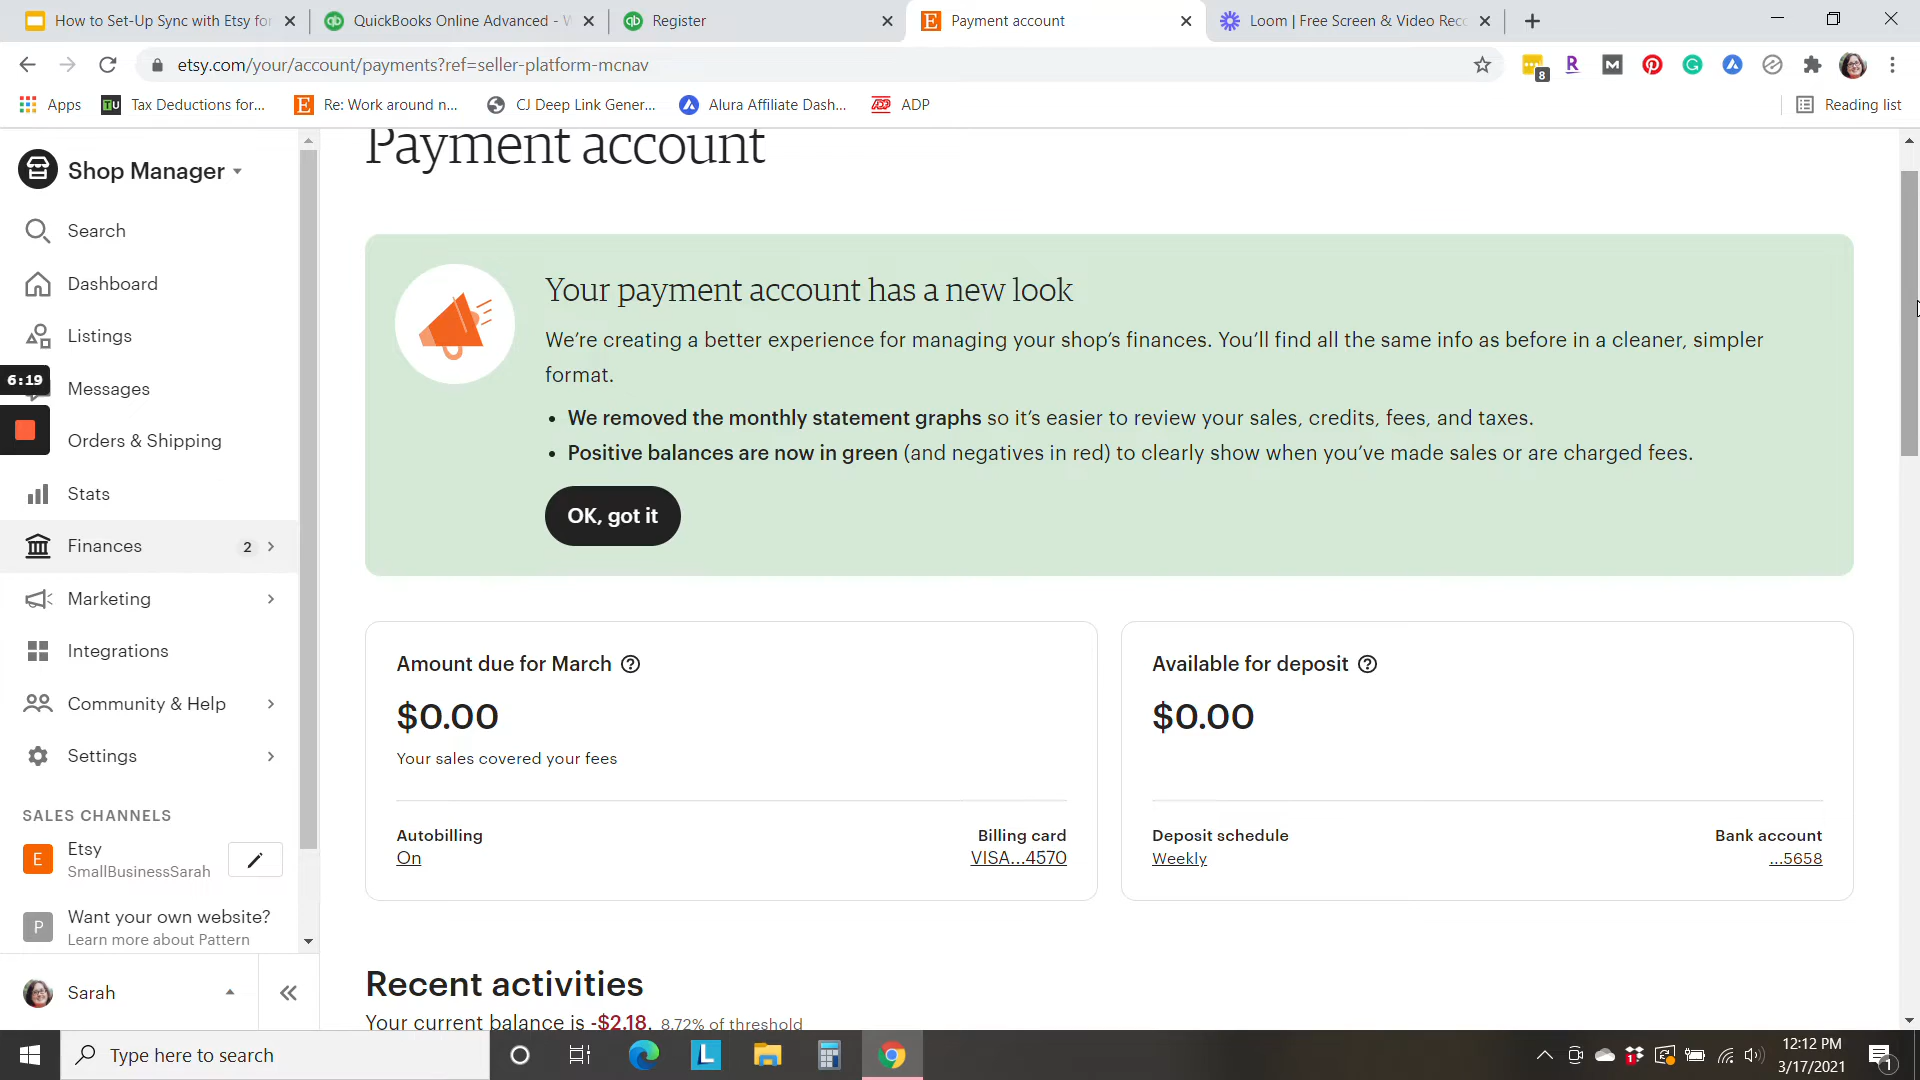 How to Set-Up Sync with Etsy for
QuickBooks Online Advanced - W
Register
Payment account
Loom | Free Screen & Video Reco
etsy.com/your/account/payments?ref=seller-platform-mcnav
8
Apps
TU
Tax Deductions for...
Re: Work around n...
CJ Deep Link Gener...
Alura Affiliate Dash...
ADP
Reading list
Shop Manager
Search
Dashboard
Listings
6:19
Messages
Orders & Shipping
Stats
Finances 2
Marketing
Integrations
Community & Help
Settings
SALES CHANNELS
E
Etsy
SmallBusinessSarah
P
Want your own website?
Learn more about Pattern
Sarah
Payment account
Your payment account has a new look
We're creating a better experience for managing your shop's finances. You'll find all the same info as before in a cleaner, simpler
format.
• We removed the monthly statement graphs so it's easier to review your sales, credits, fees, and taxes.
• Positive balances are now in green (and negatives in red) to clearly show when you've made sales or are charged fees.
OK, got it
Amount due for March
$0.00
Your sales covered your fees
Autobilling
On
Billing card
VISA...4570
Available for deposit
$0.00
Deposit schedule
Weekly
Bank account
...5658
Recent activities
Your current balance is -$2.18. 8.72% of threshold
Type here to search
L
12:12 PM
3/17/2021
1